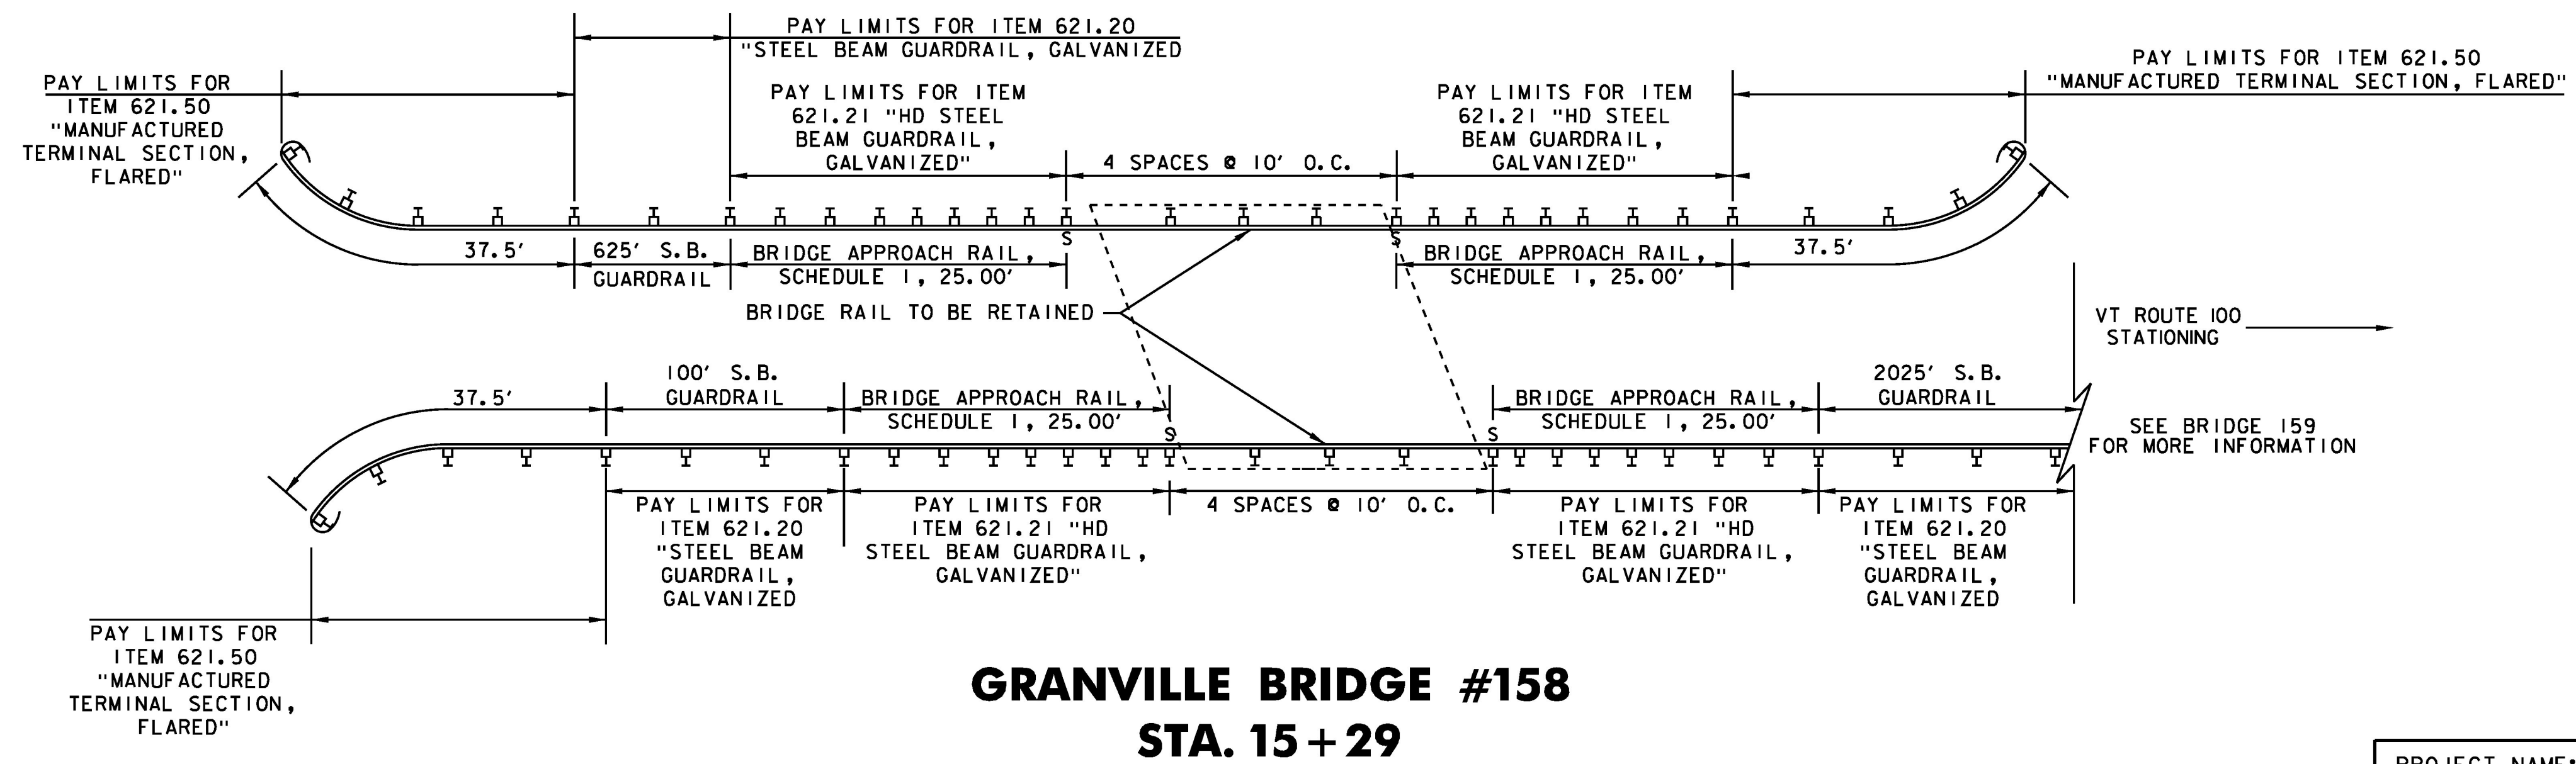 PAY LIMITS FOR ITEM 621.20
"STEEL BEAM GUARDRAIL, GALVANIZED
PAY LIMITS FOR
ITEM 621.50
"MANUFACTURED
TERMINAL SECTION,
FLARED"
PAY LIMITS FOR ITEM
621.21 "HD STEEL
BEAM GUARDRAIL,
GALVANIZED"
4 SPACES @ 10' O.C.
PAY LIMITS FOR ITEM
621.21 "HD STEEL
BEAM GUARDRAIL,
GALVANIZED"
PAY LIMITS FOR ITEM 621.50
"MANUFACTURED TERMINAL SECTION, FLARED"
S
S
37.5'
625' S.B.
GUARDRAIL
BRIDGE APPROACH RAIL,
SCHEDULE I, 25.00'
BRIDGE APPROACH RAIL,
SCHEDULE I, 25.00'
37.5'
BRIDGE RAIL TO BE RETAINED
VT ROUTE 100
STATIONING
37.5'
100' S.B.
GUARDRAIL
BRIDGE APPROACH RAIL,
SCHEDULE I, 25.00'
BRIDGE APPROACH RAIL,
SCHEDULE I, 25.00'
2025' S.B.
GUARDRAIL
S
S
SEE BRIDGE 159
FOR MORE INFORMATION
PAY LIMITS FOR
ITEM 621.20
"STEEL BEAM
GUARDRAIL,
GALVANIZED
PAY LIMITS FOR
ITEM 621.21 "HD
STEEL BEAM GUARDRAIL,
GALVANIZED"
4 SPACES @ 10' O.C.
PAY LIMITS FOR
ITEM 621.21 "HD
STEEL BEAM GUARDRAIL,
GALVANIZED"
PAY LIMITS FOR
ITEM 621.20
"STEEL BEAM
GUARDRAIL,
GALVANIZED
PAY LIMITS FOR
ITEM 621.50
"MANUFACTURED
TERMINAL SECTION,
FLARED"
GRANVILLE BRIDGE #158
STA. 15+29
PROJECT NAME: